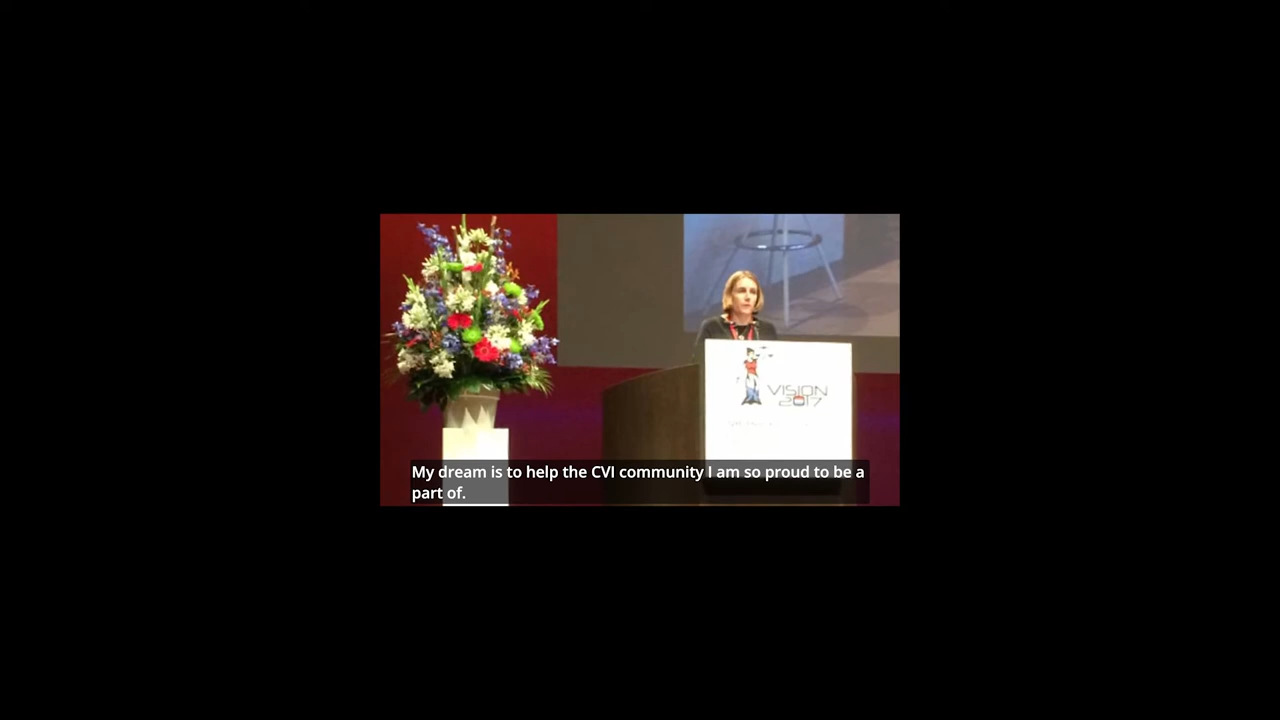 VISION
2017
My dream is to help the CVI community I am so proud to be a
part of.